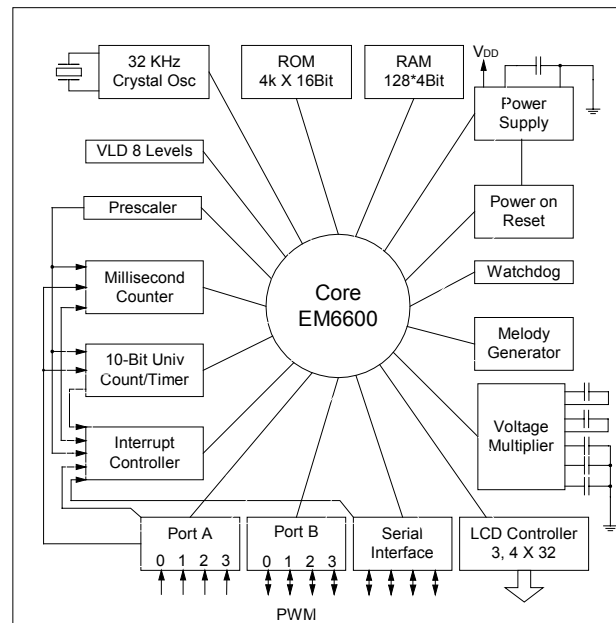 32 KHz
Crystal Osc
ROM
4k X 16Bit
RAM
128*4Bit
VDD
Power
Supply
VLD 8 Levels
Prescaler
Power on
Reset
Millisecond
Counter
Core
EM6600
Watchdog
10-Bit Univ
Count/Timer
Melody
Generator
Interrupt
Controller
Voltage
Multiplier
Port A
0 1 2 3
Port B
0 1 2 3
Serial
Interface
LCD Controller
3, 4 X 32
PWM